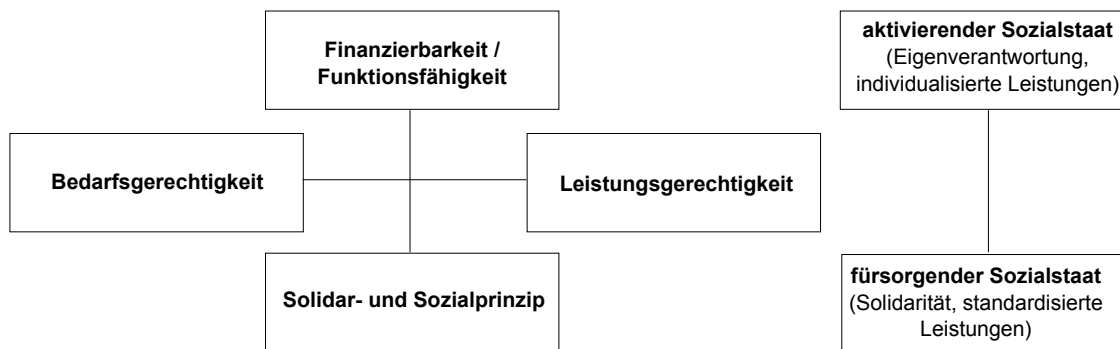 Finanzierbarkeit /
Funktionsfähigkeit
aktivierender Sozialstaat
(Eigenverantwortung,
individualisierte Leistungen)
Bedarfsgerechtigkeit
Leistungsgerechtigkeit
Solidar- und Sozialprinzip
fürsorgender Sozialstaat
(Solidarität, standardisierte
Leistungen)